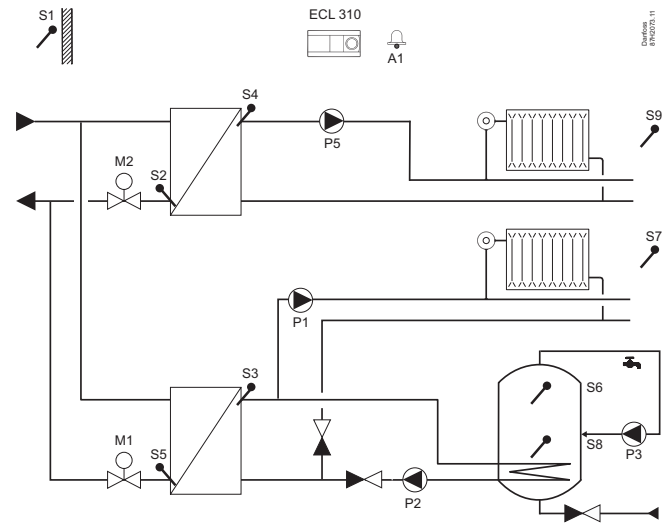 S1
ECL 310
A1
Danfoss
87H2073.11
S4
P5
S9
M2
S2
S7
P1
S3
S6
M1
S5
S8
P3
P2